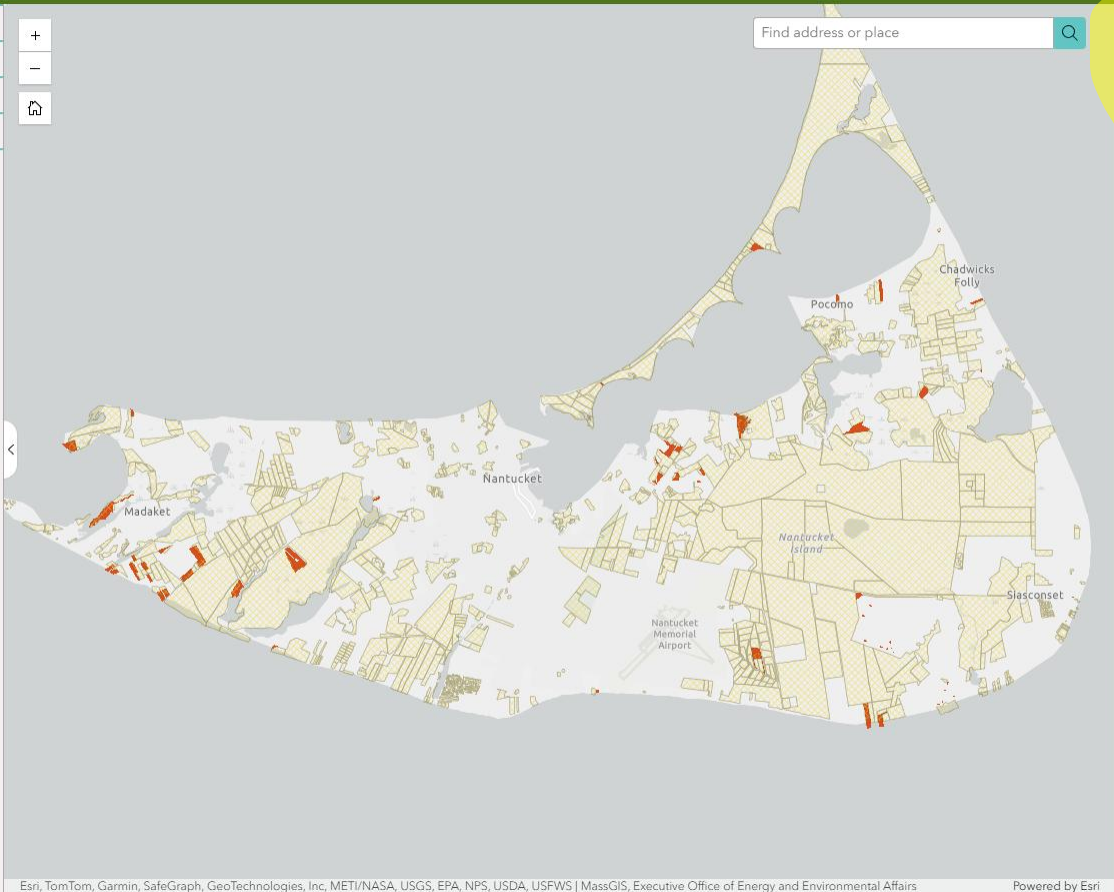 Find address or place
Chadwicks
Folly
Pocomo
Nantucket
Madaket
Nantucket
Island
Siasconset
Nantucket
Memorial
Airport
Esri, TomTom, Garmin, SafeGraph, GeoTechnologies, Inc, METI/NASA, USGS, EPA, NPS, USDA, USFWS | MassGIS, Executive Office of Energy and Environmental Affairs
Powered by Esri